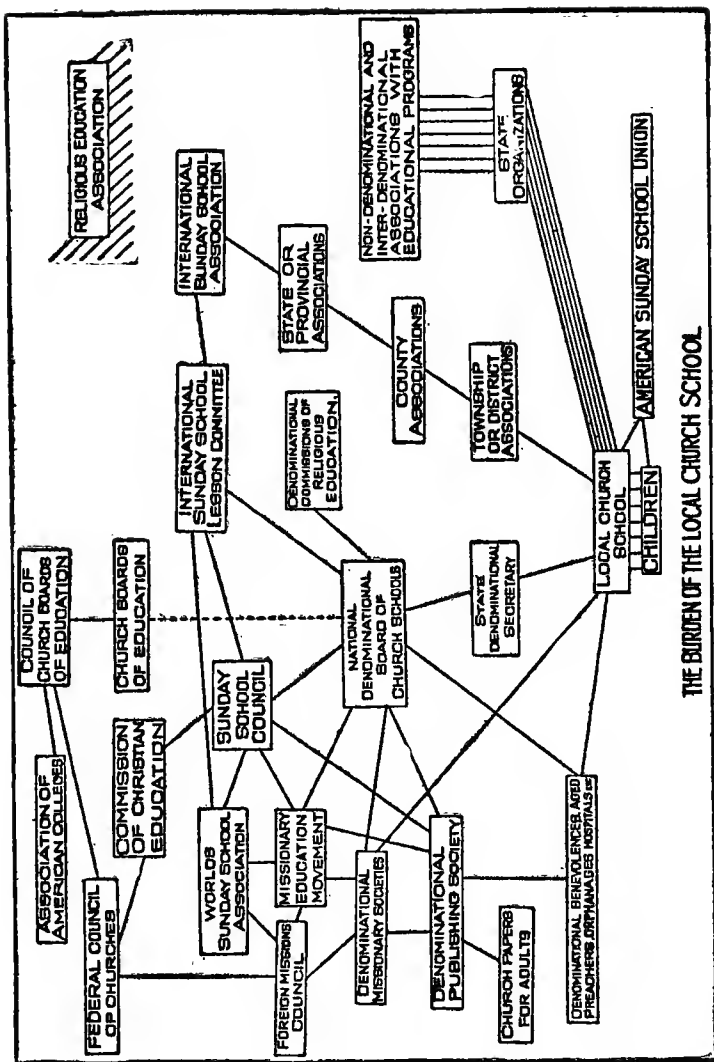 COUNCIL OF
CHURCH BOARDS
OF EDUCATION
RELIGIOUS EDUCATION
ASSOCIATION
ASSOCIATION OF
AMERICAN COLLEGES
FEDERAL COUNCIL
OF CHURCHES
COMMISSION
OF CHRISTIAN
EDUCATION
CHURCH BOARDS
OF EDUCATION
INTERNATIONAL
SUNDAY SCHOOL
LESSON COMMITTEE
INTERNATIONAL
SUNDAY SCHOOL
ASSOCIATION
WORLDS
SUNDAY SCHOOL
ASSOCIATION
SUNDAY
SCHOOL
COUNCIL
DENOMINATIONAL
COMMISSIONS OF
RELIGIOUS
EDUCATION.
STATE OR
PROVINCIAL
ASSOCIATIONS
FOREIGN MISSIONS
COUNCIL
MISSIONARY
EDUCATION
MOVEMENT
NATIONAL
DENOMINATIONAL
BOARD OF
CHURCH SCHOOLS
COUNTY
ASSOCIATIONS
NON-DENOMINATIONAL AND
INTER-DENOMINATIONAL
ASSOCIATIONS WITH
EDUCATIONAL PROGRAMS
DENOMINATIONAL
MISSIONARY SOCIETIES
DENOMINATIONAL
PUBLISHING SOCIETY
STATE
DENOMINATIONAL
SECRETARY
TOWNSHIP
OR DISTRICT
ASSOCIATIONS
STATE
ORGANIZATIONS
CHURCH PAPERS
FOR ADULTS
DENOMINATIONAL BENEVOLENCES, AGED
PREACHERS, ORPHANAGES, HOSPITALS etc
LOCAL CHURCH
SCHOOL
CHILDREN
AMERICAN SUNDAY SCHOOL UNION
THE BURDEN OF THE LOCAL CHURCH SCHOOL